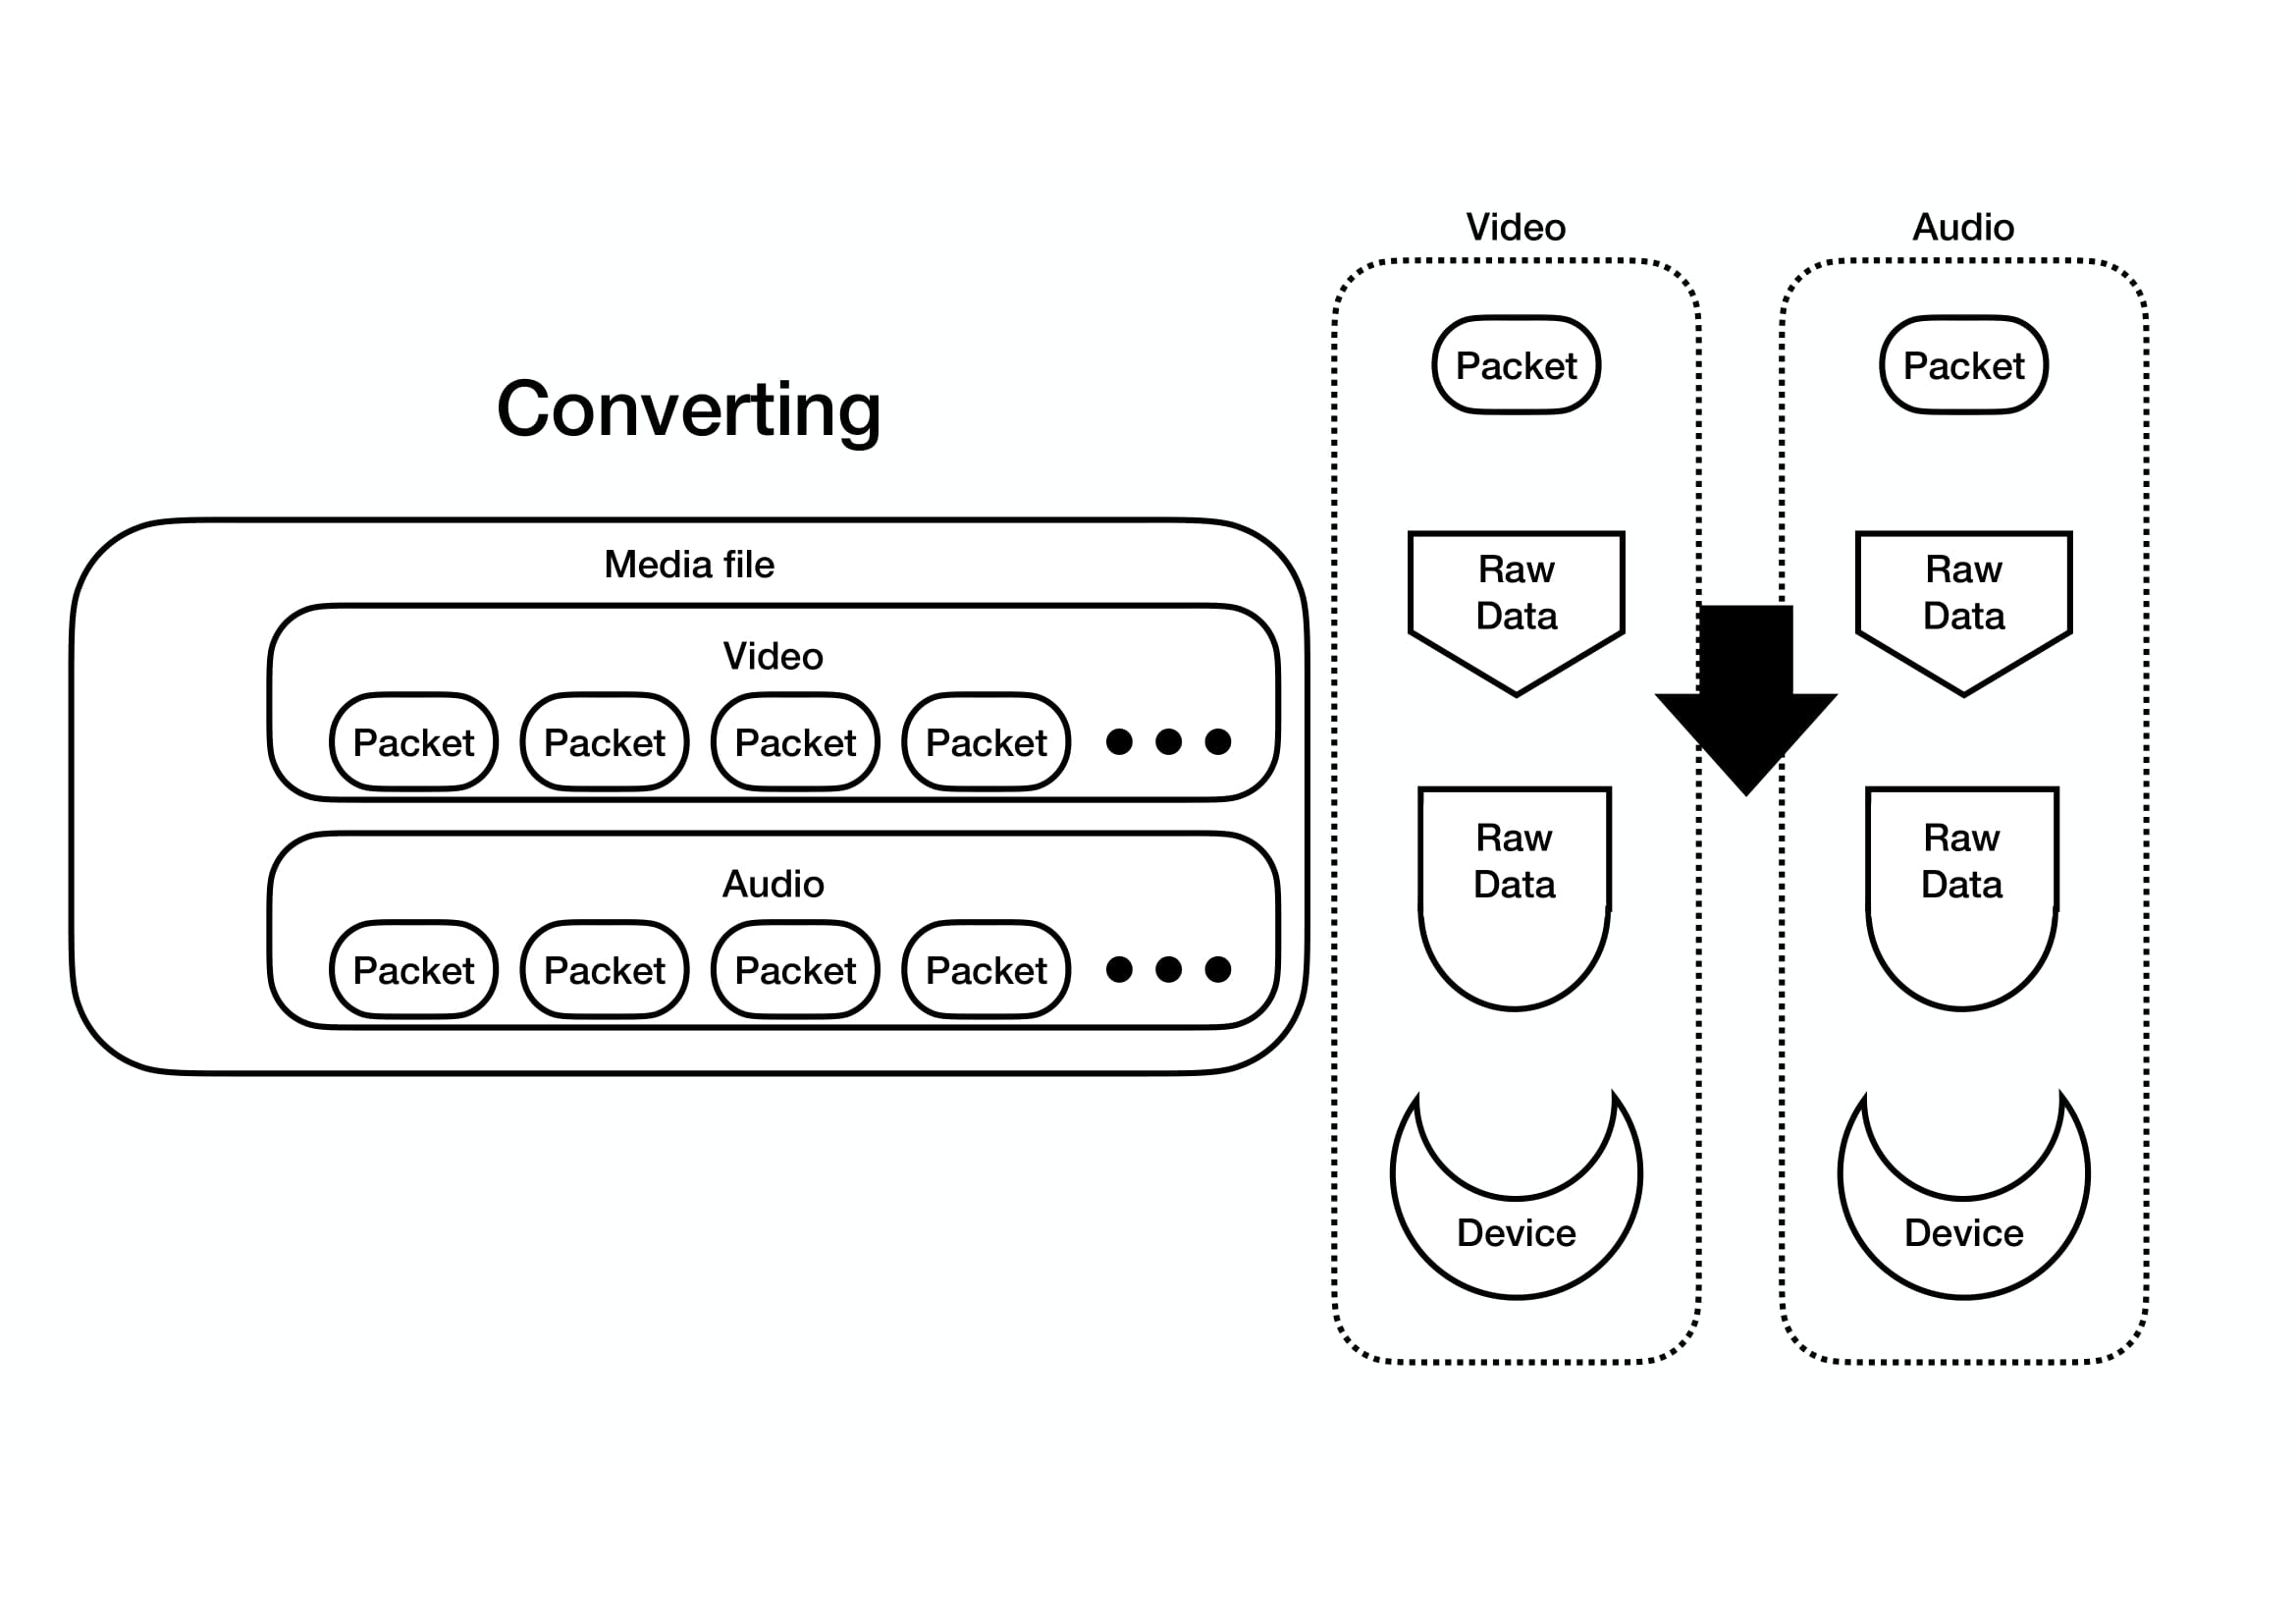 Converting
Media file
Video
Packet Packet Packet Packet
Audio
Packet Packet Packet Packet
Video
Packet
Raw
Data
Raw
Data
Device
Audio
Packet
Raw
Data
Raw
Data
Device